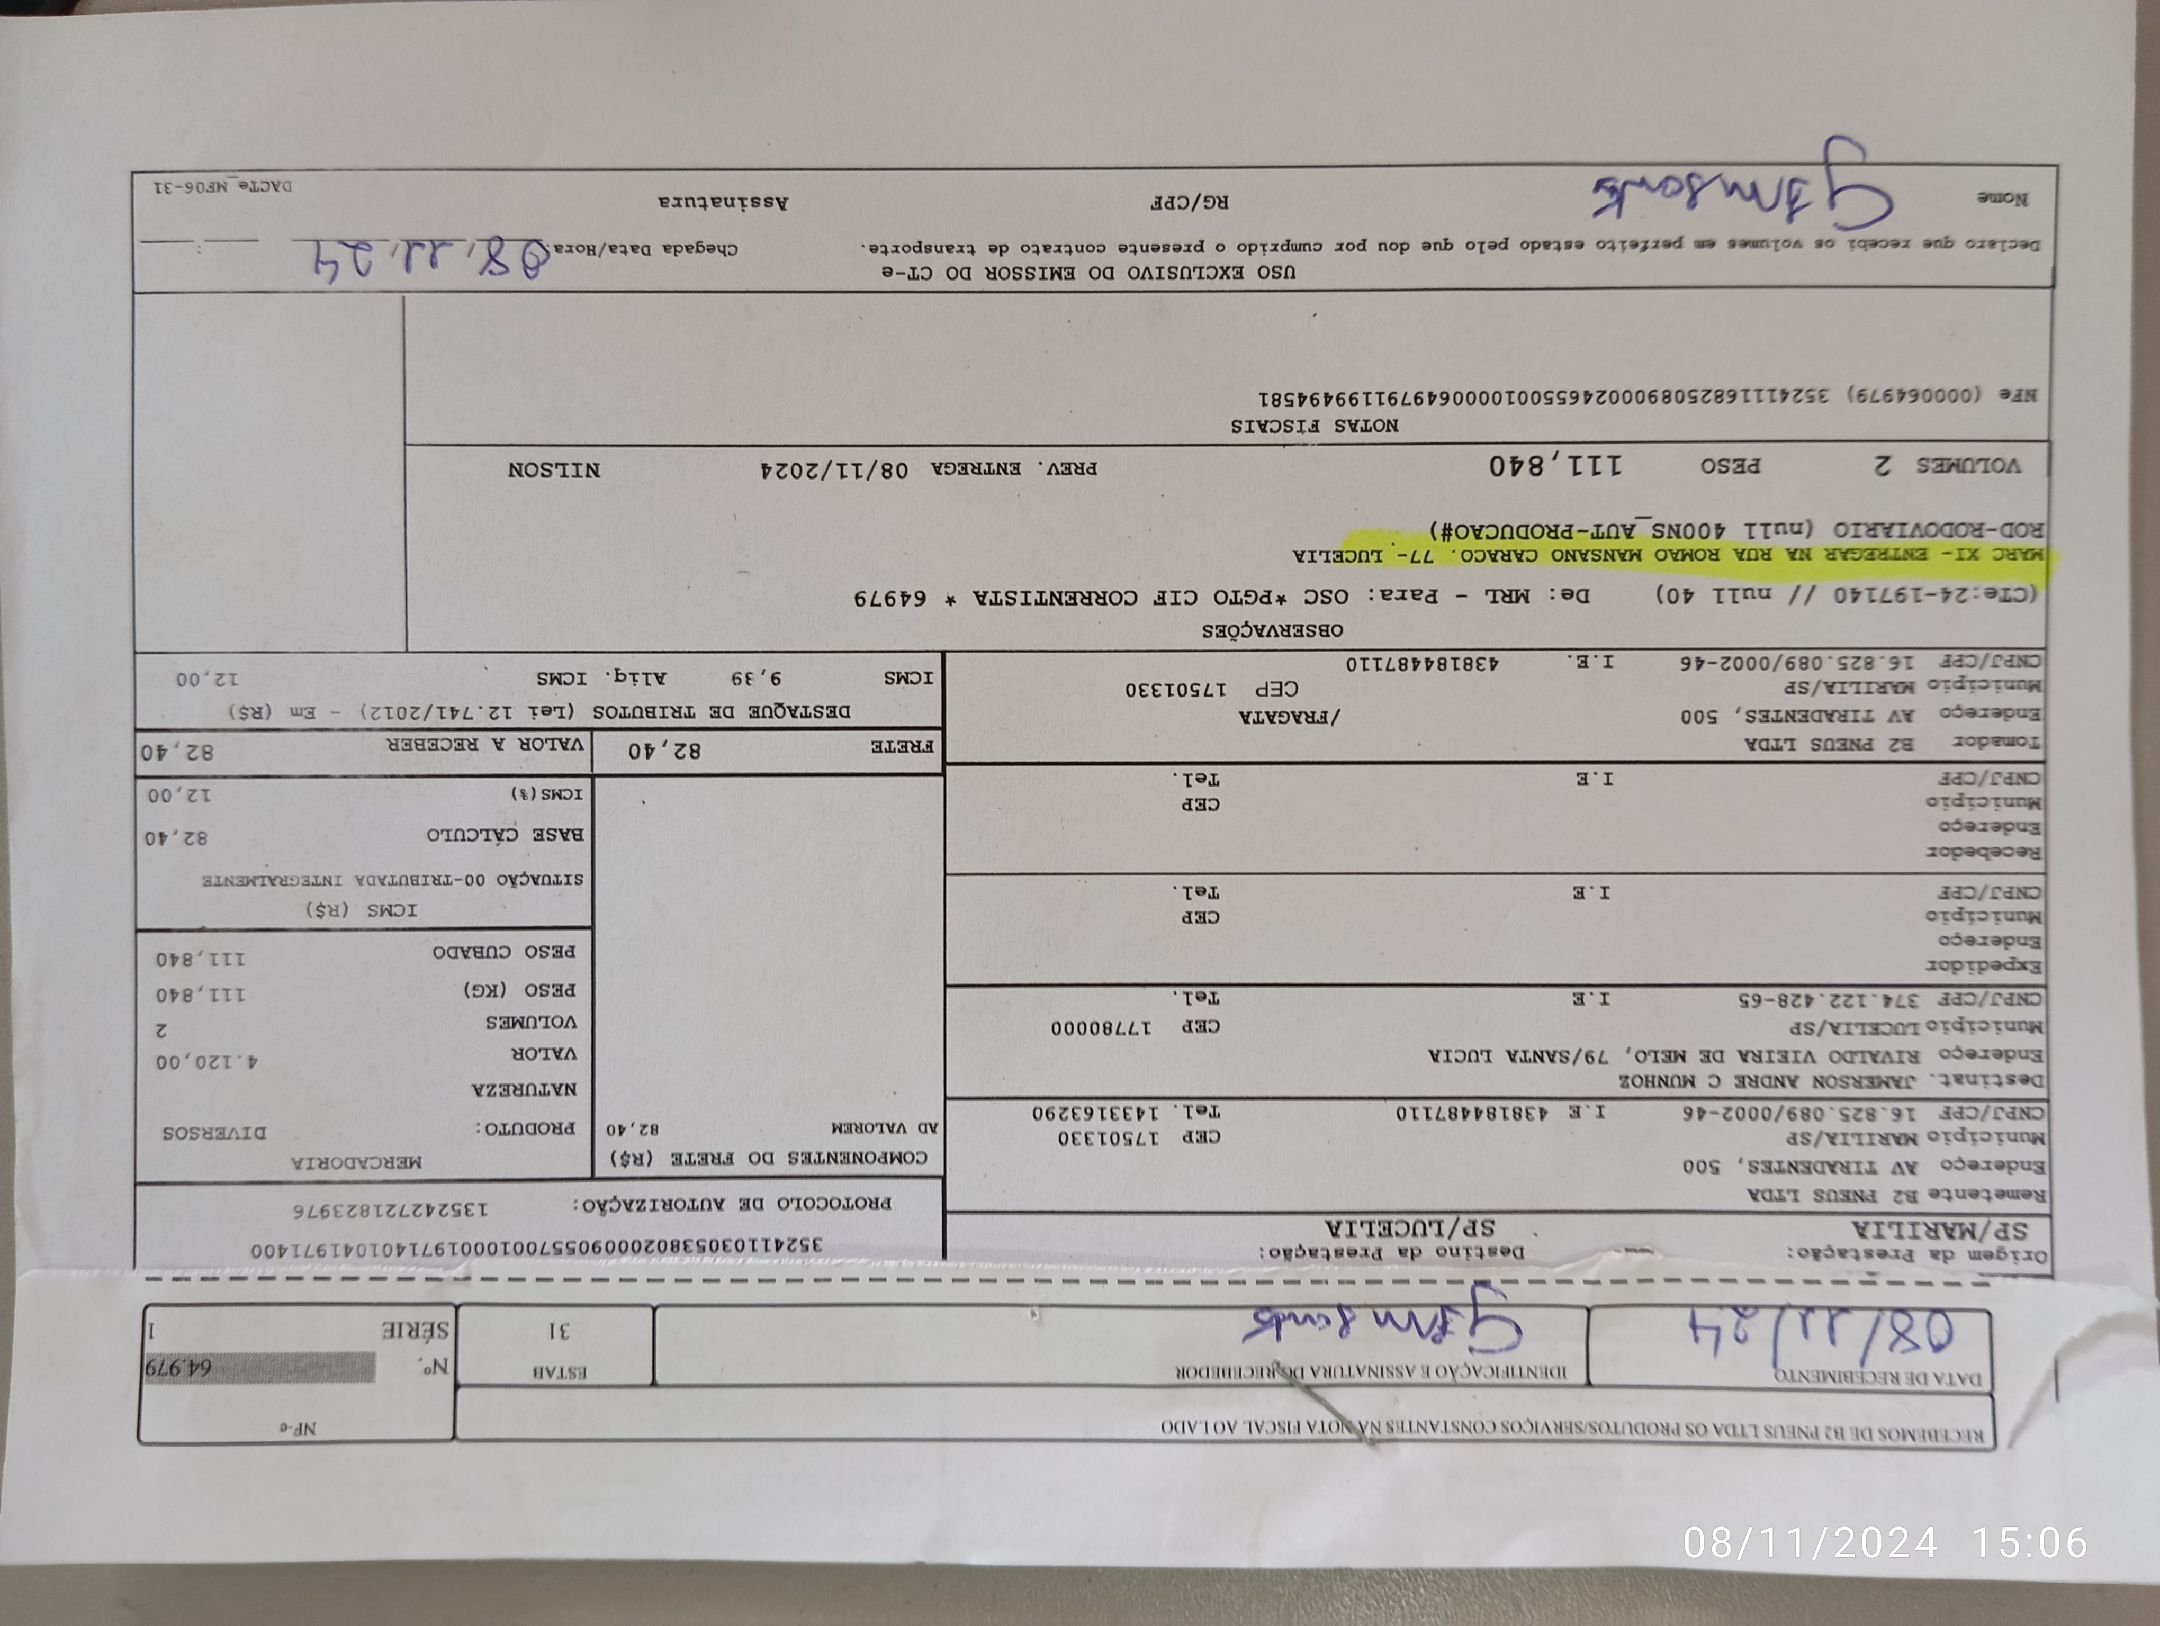 RECEBEMOS DE B2 PNEUS LTDA OS PRODUTOS/SERVIÇOS CONSTANTES NA NOTA FISCAL AO LADO
NF-e
DATA DE RECEBIMENTO
IDENTIFICAÇÃO E ASSINATURA DO RECEBEDOR
ESTAB
31
Nº. 64.979
SÉRIE 1
08/11/24
Origem da Prestação:
SP/MARILIA
Destino da Prestação:
SP/LUCELIA
35241103053802000905570010001971401041971400
PROTOCOLO DE AUTORIZAÇÃO: 135242721823976
Remetente B2 PNEUS LTDA
Endereço AV TIRADENTES, 500
Município MARILIA/SP CEP 17501330
CNPJ/CPF 16.825.089/0002-46 I.E 438184487110 Tel. 1433163290
Destinat. JAMERSON ANDRE C MUNHOZ
Endereço RIVALDO VIEIRA DE MELO, 79/SANTA LUCIA
Município LUCELIA/SP CEP 17780000
CNPJ/CPF 374.122.428-65 I.E Tel.
Expedidor
Endereço
Município CEP
CNPJ/CPF I.E Tel.
Recebedor
Endereço
Município CEP
CNPJ/CPF I.E Tel.
Tomador B2 PNEUS LTDA
Endereço AV TIRADENTES, 500 /FRAGATA
Município MARILIA/SP CEP 17501330
CNPJ/CPF 16.825.089/0002-46 I.E. 438184487110
COMPONENTES DO FRETE (R$)
AD VALOREM 82,40
MERCADORIA
PRODUTO: DIVERSOS
NATUREZA
VALOR 4.120,00
VOLUMES 2
PESO (KG) 111,840
PESO CUBADO 111,840
ICMS (R$)
SITUAÇÃO 00-TRIBUTADA INTEGRALMENTE
BASE CÁLCULO 82,40
ICMS(%) 12,00
FRETE 82,40
VALOR A RECEBER 82,40
DESTAQUE DE TRIBUTOS (Lei 12.741/2012) - Em (R$)
ICMS 9,39 Aliq. ICMS 12,00
OBSERVAÇÕES
(CTe:24-197140 // null 40) De: MRL - Para: OSC *PGTO CIF CORRENTISTA * 64979
MARC XI- ENTREGAR NA RUA ROMAO MANSANO CARACO. 77- LUCELIA
ROD-RODOVIARIO (null 400NS_AUT-PRODUCAO#)
VOLUMES 2 PESO 111,840 PREV. ENTREGA 08/11/2024 NILSON
NOTAS FISCAIS
NFe (000064979) 35241116825089000246550010000649791199494581
USO EXCLUSIVO DO EMISSOR DO CT-e
Declaro que recebi os volumes em perfeito estado pelo que dou por cumprido o presente contrato de transporte.
Chegada Data/Hora: 08/11/24
Nome
RG/CPF
Assinatura
DACTe_MF06-31
08/11/2024 15:06